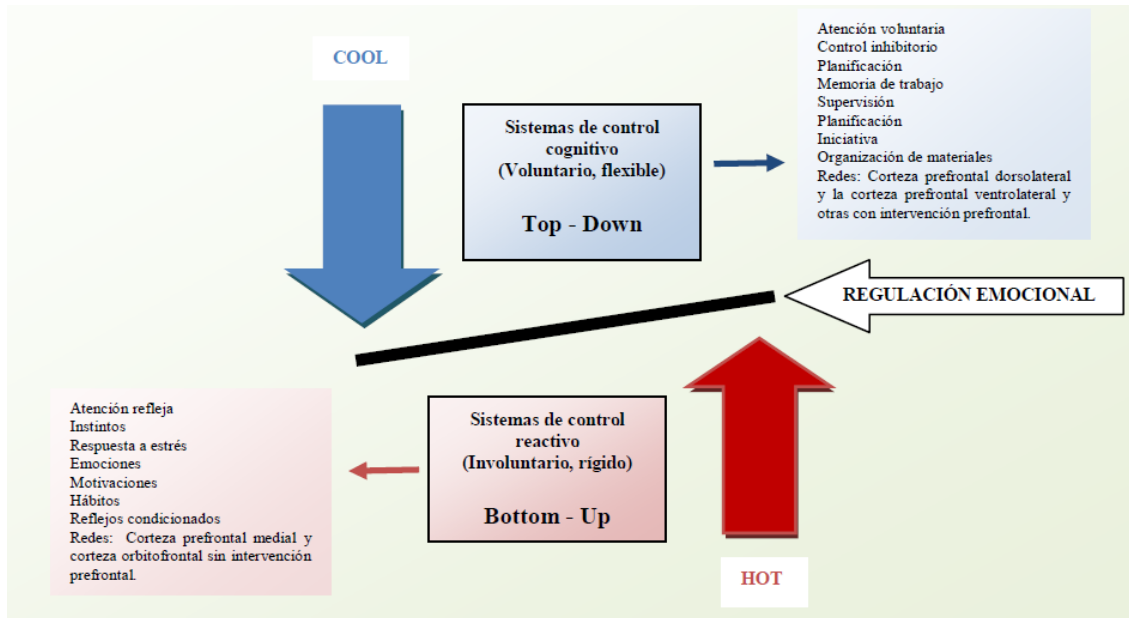 COOL
Sistemas de control
cognitivo
(Voluntario, flexible)
Top - Down
Atención voluntaria
Control inhibitorio
Planificación
Memoria de trabajo
Supervisión
Planificación
Iniciativa
Organización de materiales
Redes: Corteza prefrontal dorsolateral
y la corteza prefrontal ventrolateral y
otras con intervención prefrontal.
REGULACIÓN EMOCIONAL
Atención refleja
Instintos
Respuesta a estrés
Emociones
Motivaciones
Hábitos
Reflejos condicionados
Redes: Corteza prefrontal medial y
corteza orbitofrontal sin intervención
prefrontal.
Sistemas de control
reactivo
(Involuntario, rígido)
Bottom - Up
HOT